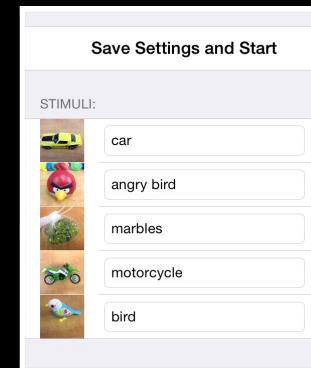 Save Settings and Start
STIMULI:
car
angry bird
marbles
motorcycle
bird